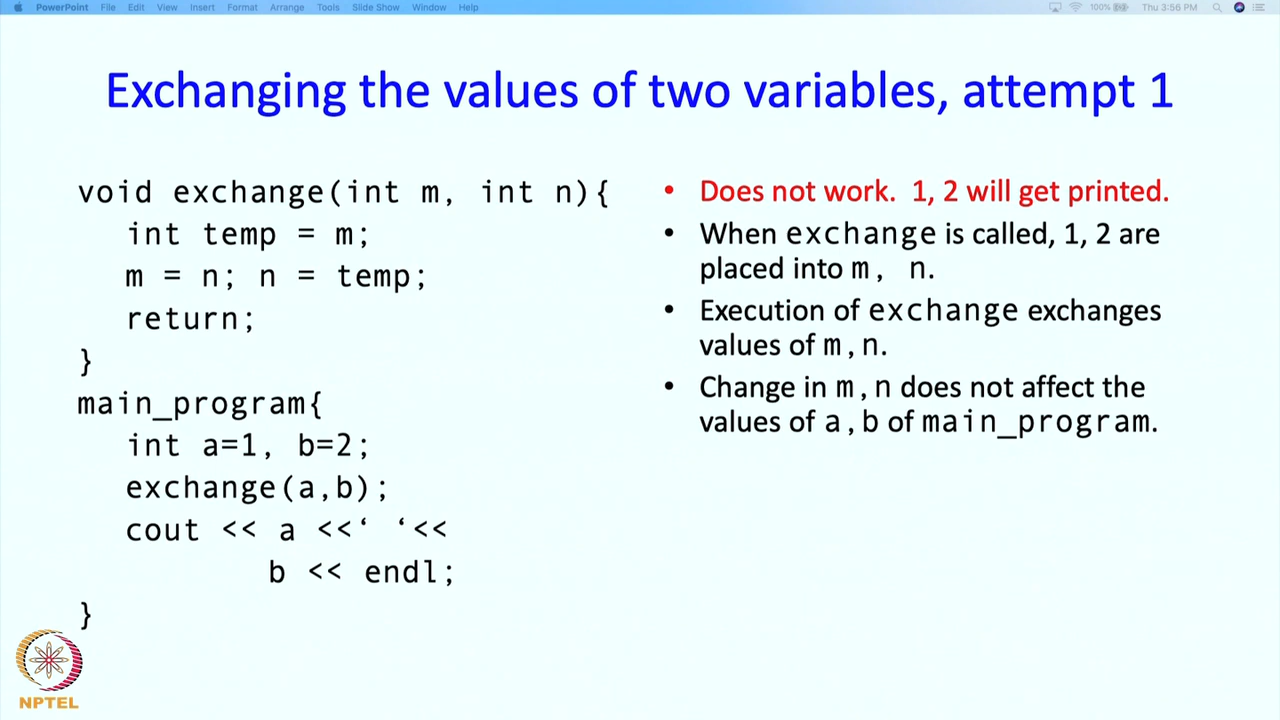 PowerPoint File Edit View Insert Format Arrange Tools Slide Show Window Help 100% Thu 3:56 PM
Exchanging the values of two variables, attempt 1
void exchange(int m, int n){
int temp = m;
m = n; n = temp;
return;
}
main_program{
int a=1, b=2;
exchange(a,b);
cout << a <<‘ ‘<<
b << endl;
}
• Does not work. 1, 2 will get printed.
• When exchange is called, 1, 2 are
placed into m, n.
• Execution of exchange exchanges
values of m,n.
• Change in m,n does not affect the
values of a,b of main_program.
NPTEL